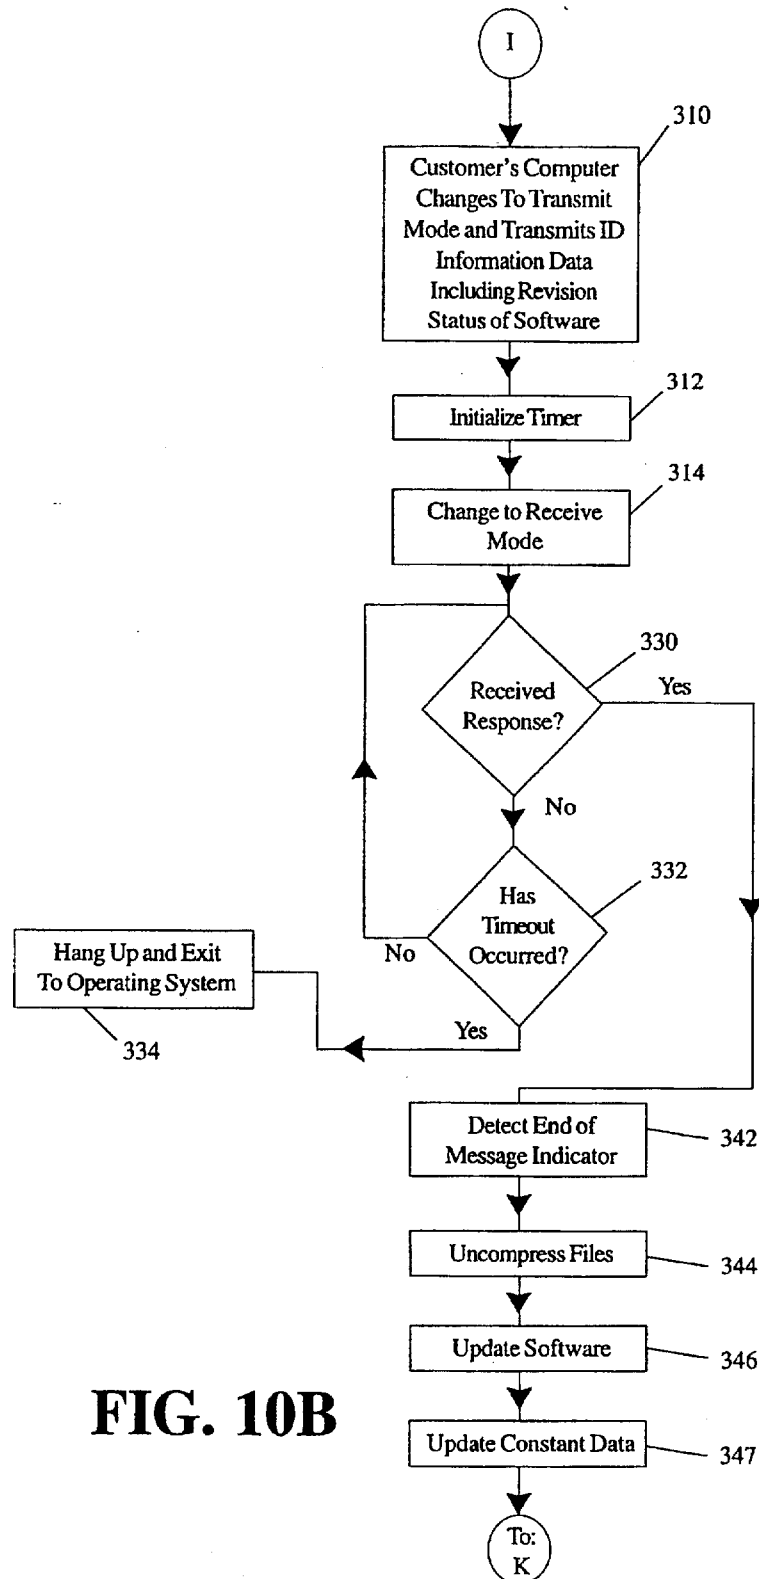 I
310
Customer's Computer
Changes To Transmit
Mode and Transmits ID
Information Data
Including Revision
Status of Software
312
Initialize Timer
314
Change to Receive
Mode
330
Received
Response?
Yes
No
332
Has
Timeout
Occurred?
No
Hang Up and Exit
To Operating System
Yes
334
Detect End of
Message Indicator
342
Uncompress Files
344
Update Software
346
FIG. 10B
Update Constant Data
347
To:
K